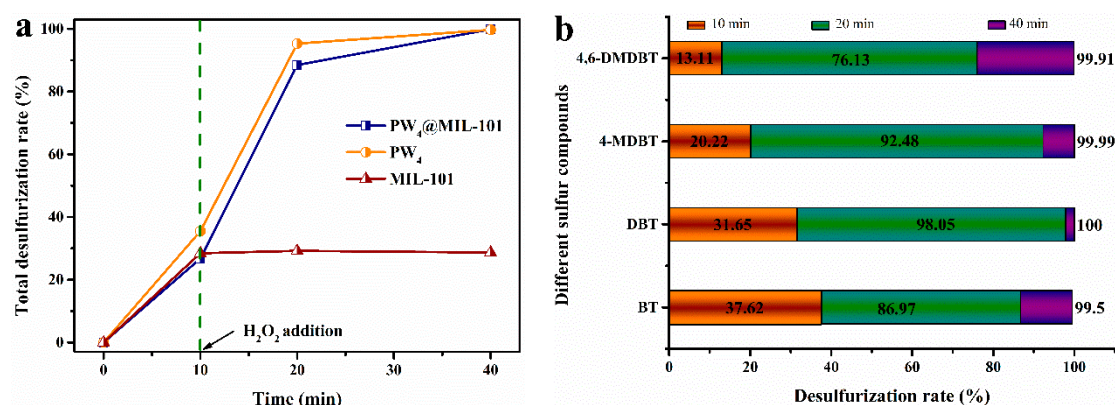 a
Total desulfurization rate (%)
100
80
60
40
20
0
PW₄@MIL-101
PW₄
MIL-101
H₂O₂ addition
0 10 20 30 40
Time (min)
b
10 min 20 min 40 min
Different sulfur compounds
4,6-DMDBT 13.11 76.13 99.91
4-MDBT 20.22 92.48 99.99
DBT 31.65 98.05 100
BT 37.62 86.97 99.5
0 20 40 60 80 100
Desulfurization rate (%)